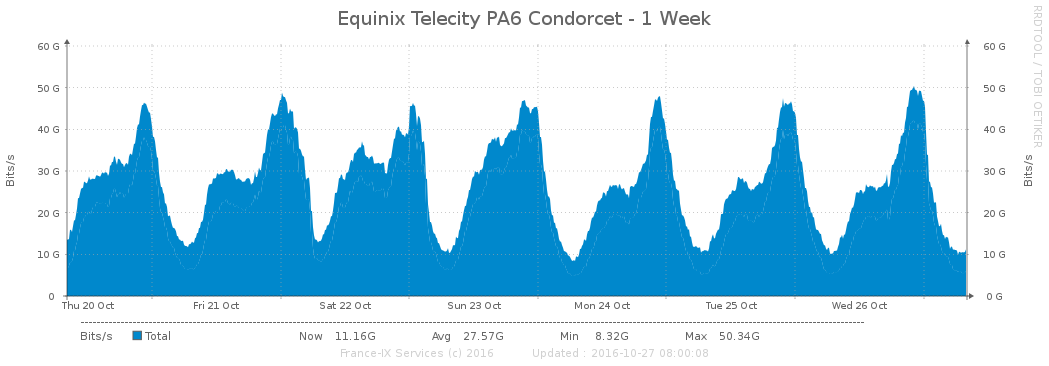 Equinix Telecity PA6 Condorcet - 1 Week
RRDTOOL / TOBI OETIKER
Bits/s
60 G 60 G
50 G 50 G
40 G 40 G
30 G 30 G
20 G 20 G
10 G 10 G
0 0 G
Bits/s
Thu 20 Oct Fri 21 Oct Sat 22 Oct Sun 23 Oct Mon 24 Oct Tue 25 Oct Wed 26 Oct
Bits/s Total Now 11.16G Avg 27.57G Min 8.32G Max 50.34G
France-IX Services (c) 2016 Updated : 2016-10-27 08:00:08